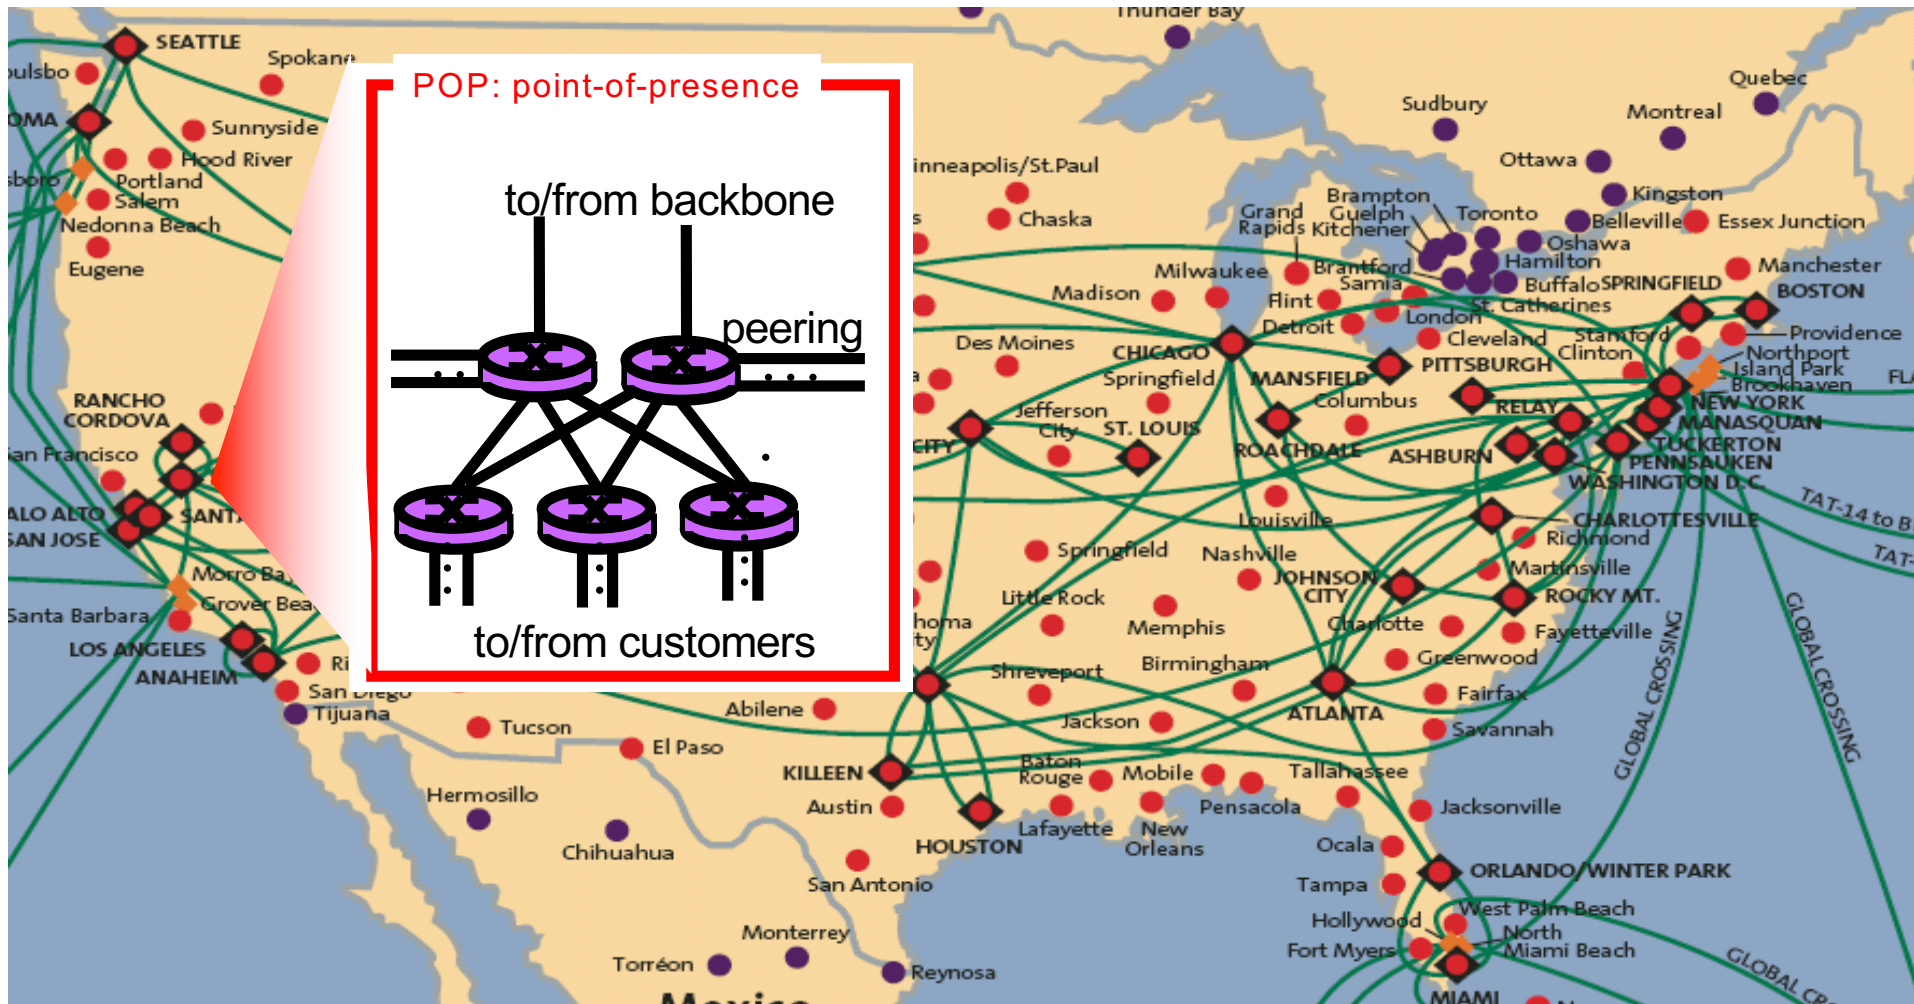 Thunder Bay
SEATTLE
Spokane
Quebec
Sudbury
Montreal
Sunnyside
Hood River
Ottawa
Portland
Salem
Brampton
Kingston
Nedonna Beach
Grand
Rapids
Guelph
Kitchener
Toronto
Belleville
Essex Junction
Chaska
Oshawa
Eugene
Milwaukee
Brantford
Hamilton
Manchester
Madison
Sarnia
Buffalo
SPRINGFIELD
BOSTON
Flint
St. Catherines
Detroit
London
Stamford
Providence
Des Moines
CHICAGO
Cleveland
Clinton
Northport
Springfield
MANSFIELD
PITTSBURGH
Island Park
Brookhaven
RANCHO
CORDOVA
Jefferson
City
ST. LOUIS
Columbus
RELAY
NEW YORK
MANASQUAN
ROACHDALE
ASHBURN
TUCKERTON
PENNSAUKEN
WASHINGTON D.C.
SAN JOSE
Louisville
CHARLOTTESVILLE
Richmond
TAT-14 to B
TAT-
Springfield
Nashville
Morro Bay
JOHNSON
CITY
Martinsville
Santa Barbara
Little Rock
Memphis
ROCKY MT.
Charlotte
Fayetteville
LOS ANGELES
ANAHEIM
Shreveport
Birmingham
Greenwood
San Diego
Tijuana
Abilene
Jackson
ATLANTA
Fairfax
Savannah
Tucson
El Paso
GLOBAL CROSSING
GLOBAL CROSSING
KILLEEN
Baton
Rouge
Mobile
Tallahassee
Hermosillo
Austin
Pensacola
Jacksonville
Lafayette
New
Orleans
Chihuahua
HOUSTON
Ocala
San Antonio
Tampa
ORLANDO/WINTER PARK
West Palm Beach
Hollywood
North
Miami Beach
Monterrey
Fort Myers
Torréon
Reynosa
GLOBAL CR
Mexico
MIAMI
POP: point-of-presence
to/from backbone
peering
to/from customers